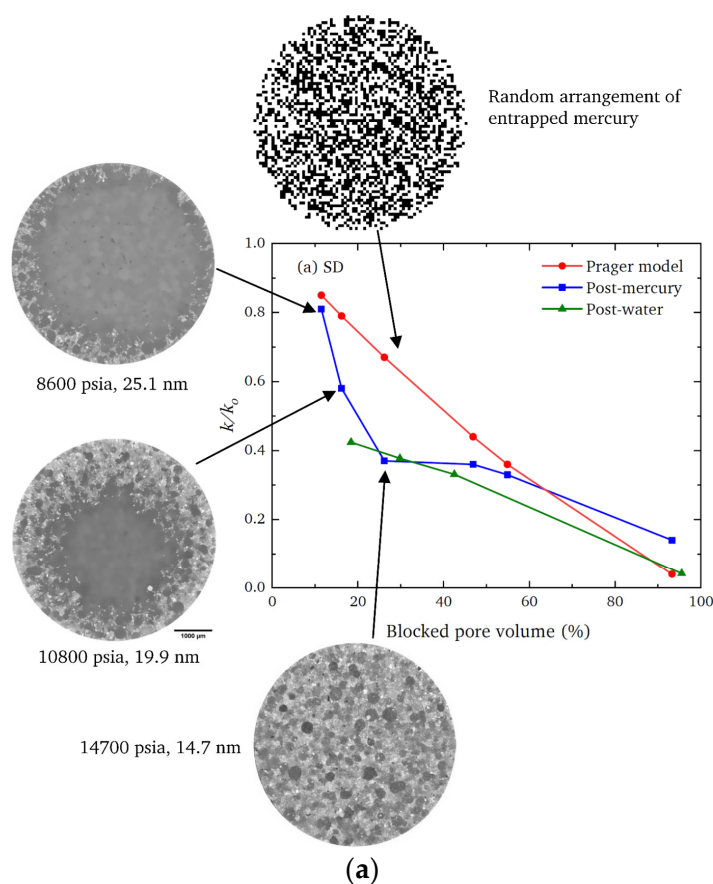 Random arrangement of
entrapped mercury
8600 psia, 25.1 nm
(a) SD
Prager model
Post-mercury
Post-water
1.0
0.8
0.6
0.4
0.2
0.0
k/kₒ
0
20
40
60
80
100
Blocked pore volume (%)
1000 μm
10800 psia, 19.9 nm
14700 psia, 14.7 nm
(a)